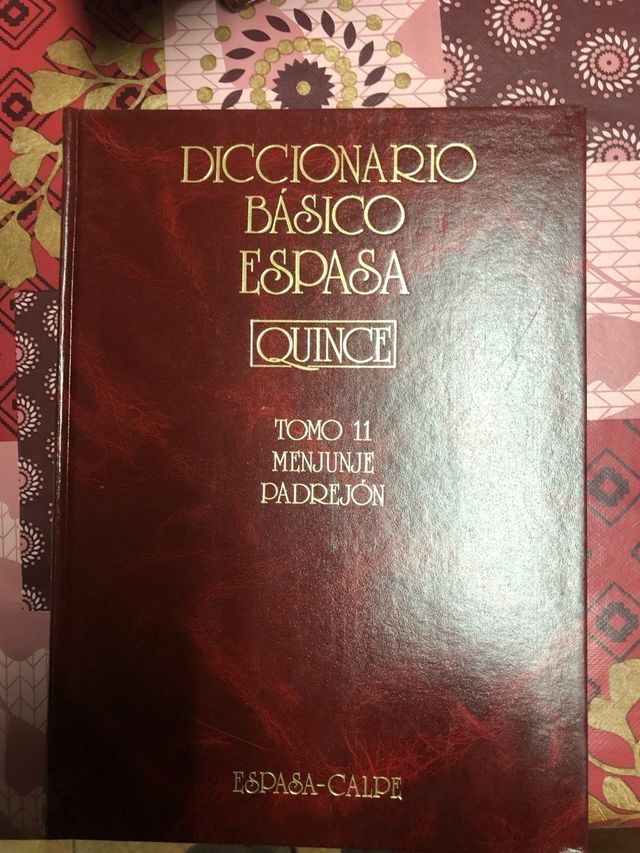 DICCIONARIO
BÁSICO
ESPASA
QUINCE
TOMO 11
MENJUNJE
PADREJÓN
ESPASA-CALPE